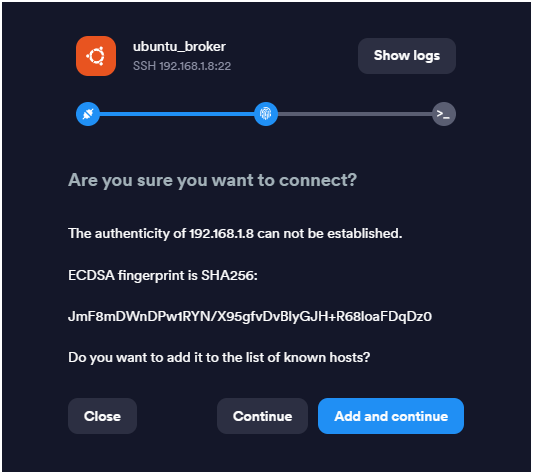 ubuntu_broker
SSH 192.168.1.8:22
Show logs
Are you sure you want to connect?
The authenticity of 192.168.1.8 can not be established.
ECDSA fingerprint is SHA256:
JmF8mDWnDPw1RYN/X95gfvDvBlyGJH+R68loaFDqDz0
Do you want to add it to the list of known hosts?
Close
Continue
Add and continue